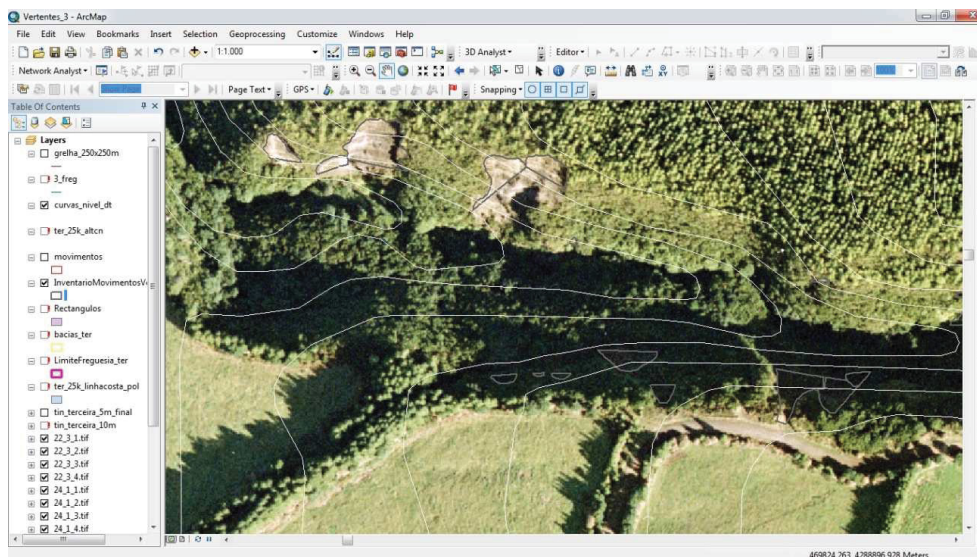 Vertentes_3 - ArcMap
File Edit View Bookmarks Insert Selection Geoprocessing Customize Windows Help
1:1.000 3D Analyst Editor
Network Analyst
Page Text GPS Snapping
Table Of Contents
Layers
grelha_250x250m
3_freg
curvas_nivel_dt
ter_25k_altcn
movimentos
InventarioMovimentosV
Rectangulos
bacias_ter
LimiteFreguesia_ter
ter_25k_linhacosta_pol
tin_terceira_5m_final
tin_terceira_10m
22_3_1.tif
22_3_2.tif
22_3_3.tif
22_3_4.tif
24_1_1.tif
24_1_2.tif
24_1_3.tif
24_1_4.tif
469824,263 4288896,928 Meters